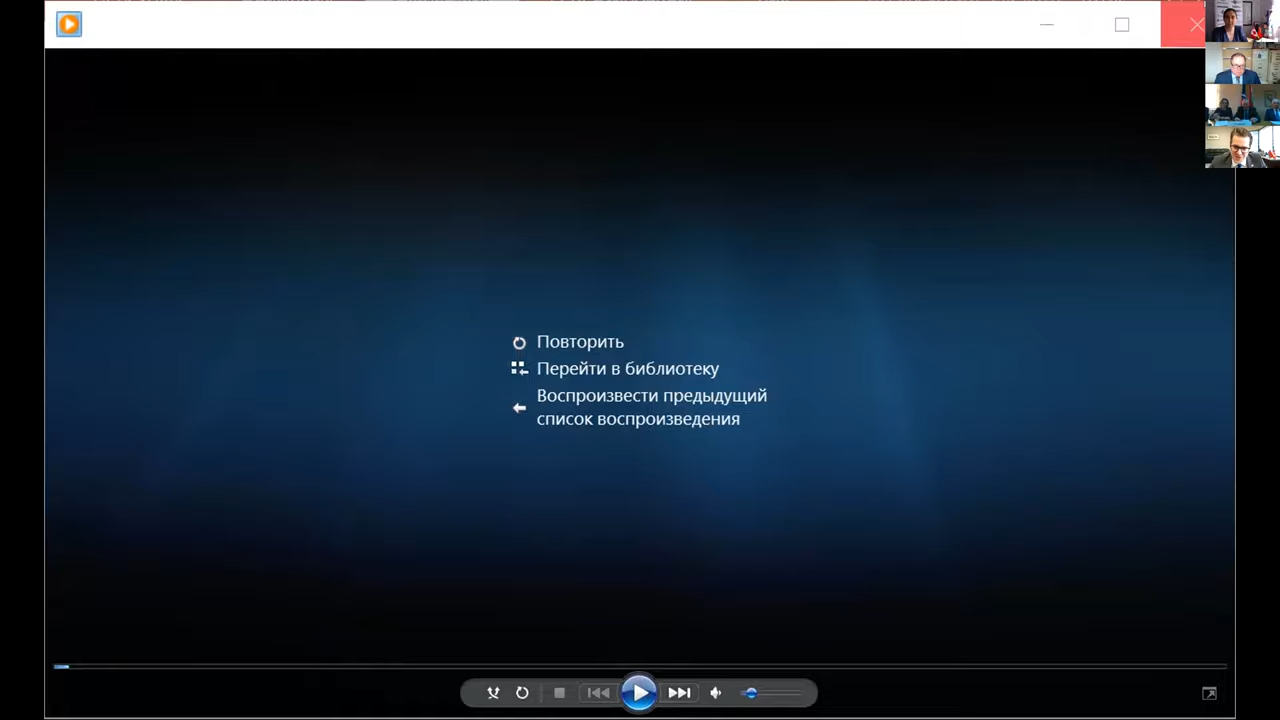 Повторить
Перейти в библиотеку
Воспроизвести предыдущий
список воспроизведения